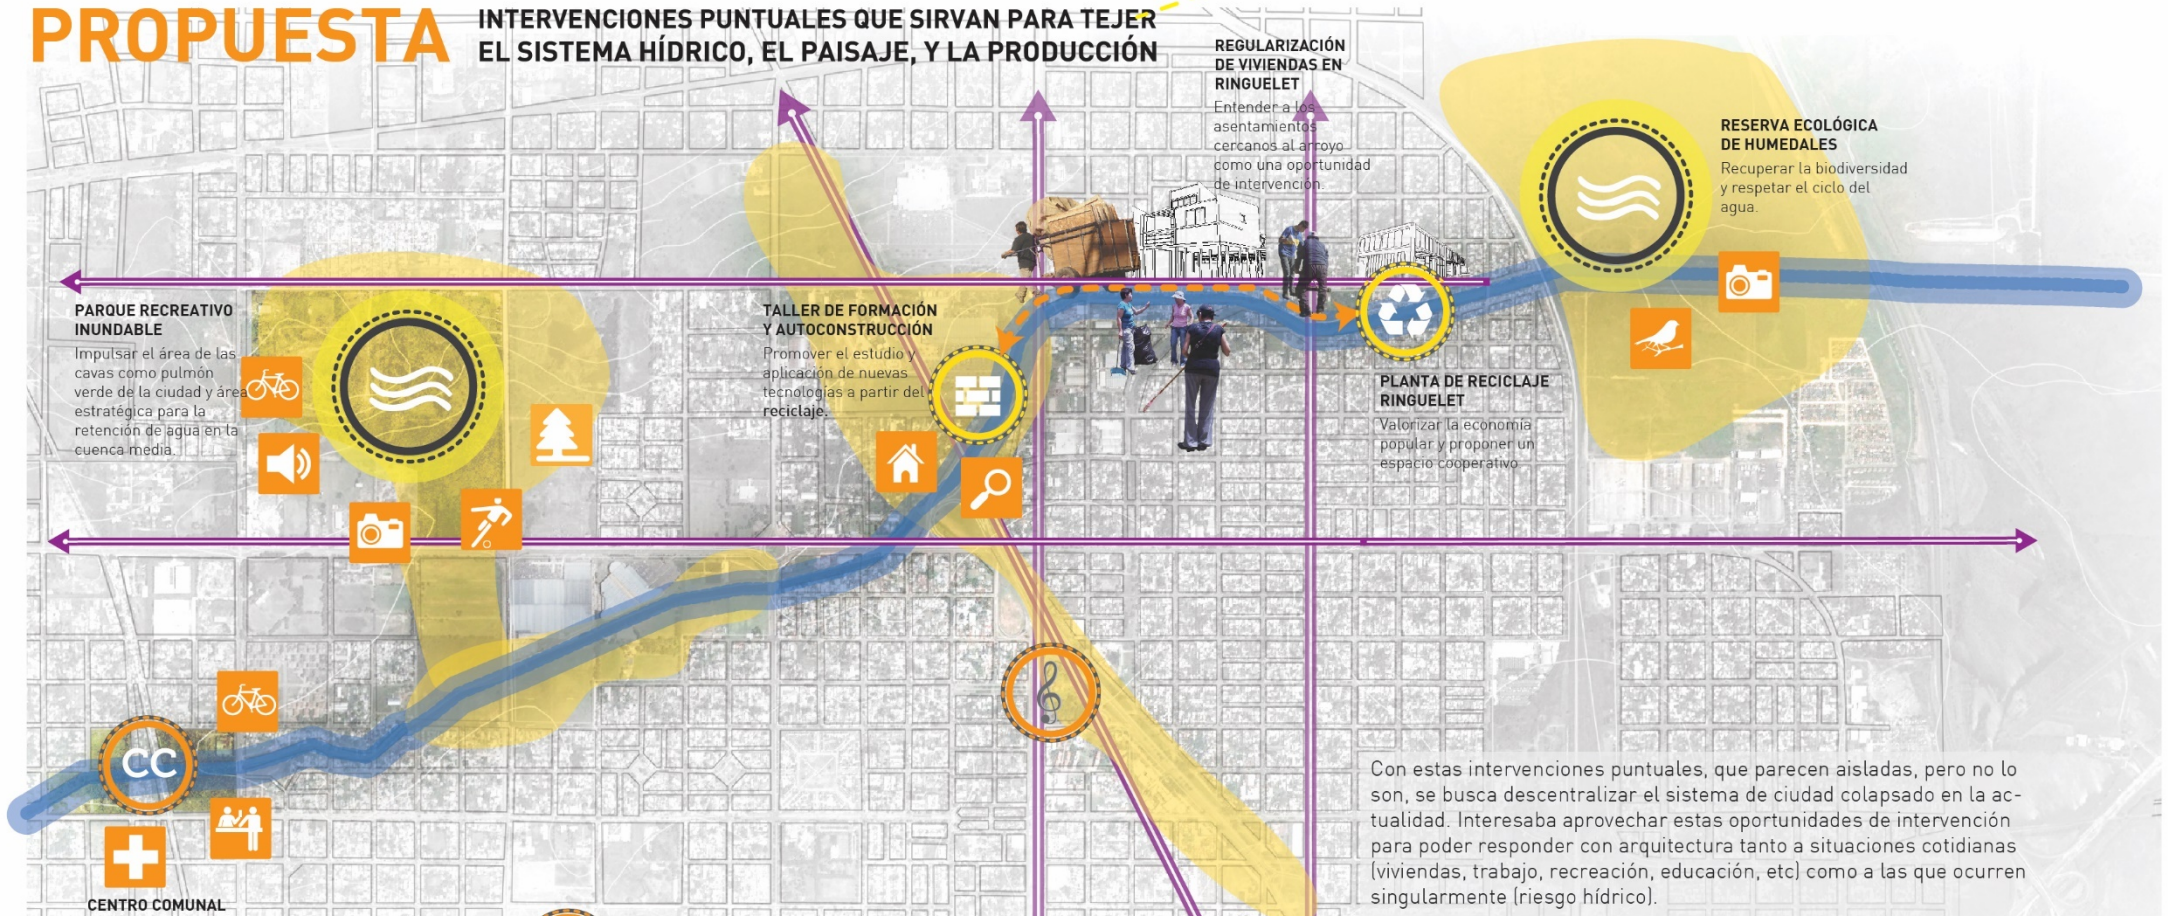 PROPUESTA
INTERVENCIONES PUNTUALES QUE SIRVAN PARA TEJER
EL SISTEMA HÍDRICO, EL PAISAJE, Y LA PRODUCCIÓN
REGULARIZACIÓN
DE VIVIENDAS EN
RINGUELET
Entender a los
asentamientos
cercanos al arroyo
como una oportunidad
de intervención.
RESERVA ECOLÓGICA
DE HUMEDALES
Recuperar la biodiversidad
y respetar el ciclo del
agua.
PARQUE RECREATIVO
INUNDABLE
Impulsar el área de las
cavas como pulmón
verde de la ciudad y área
estratégica para la
retención de agua en la
cuenca media.
TALLER DE FORMACIÓN
Y AUTOCONSTRUCCIÓN
Promover el estudio y
aplicación de nuevas
tecnologías a partir del
reciclaje.
PLANTA DE RECICLAJE
RINGUELET
Valorizar la economía
popular y proponer un
espacio cooperativo
CC
CENTRO COMUNAL
Con estas intervenciones puntuales, que parecen aisladas, pero no lo
son, se busca descentralizar el sistema de ciudad colapsado en la ac-
tualidad. Interesaba aprovechar estas oportunidades de intervención
para poder responder con arquitectura tanto a situaciones cotidianas
(viviendas, trabajo, recreación, educación, etc) como a las que ocurren
singularmente (riesgo hídrico).